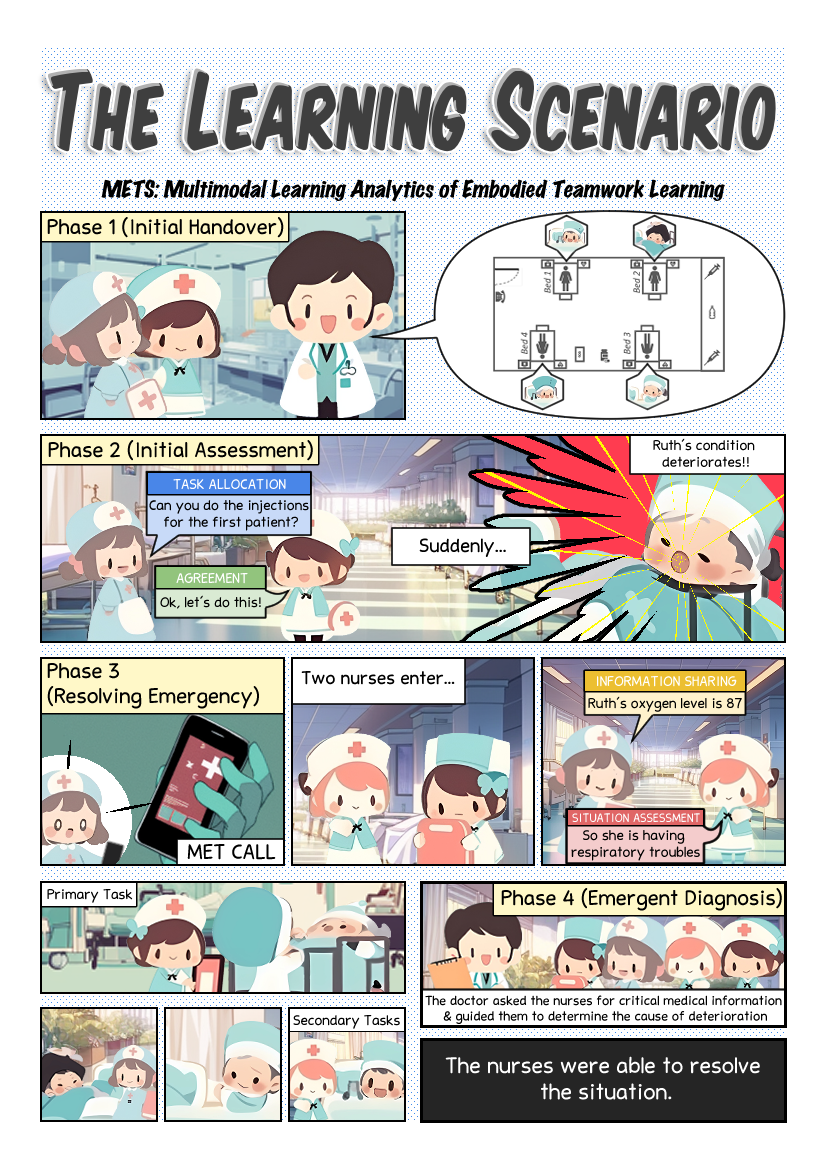 THE LEARNING SCENARIO
METS: Multimodal Learning Analytics of Embodied Teamwork Learning
Phase 1 (Initial Handover)
Bed 1
Bed 2
Bed 4
Bed 3
Phase 2 (Initial Assessment)
TASK ALLOCATION
Can you do the injections
for the first patient?
AGREEMENT
Ok, let's do this!
Suddenly...
Ruth's condition
deteriorates!!
Phase 3
(Resolving Emergency)
MET CALL
Two nurses enter...
INFORMATION SHARING
Ruth's oxygen level is 87
SITUATION ASSESSMENT
So she is having
respiratory troubles
Primary Task
Secondary Tasks
Phase 4 (Emergent Diagnosis)
The doctor asked the nurses for critical medical information
& guided them to determine the cause of deterioration
The nurses were able to resolve
the situation.